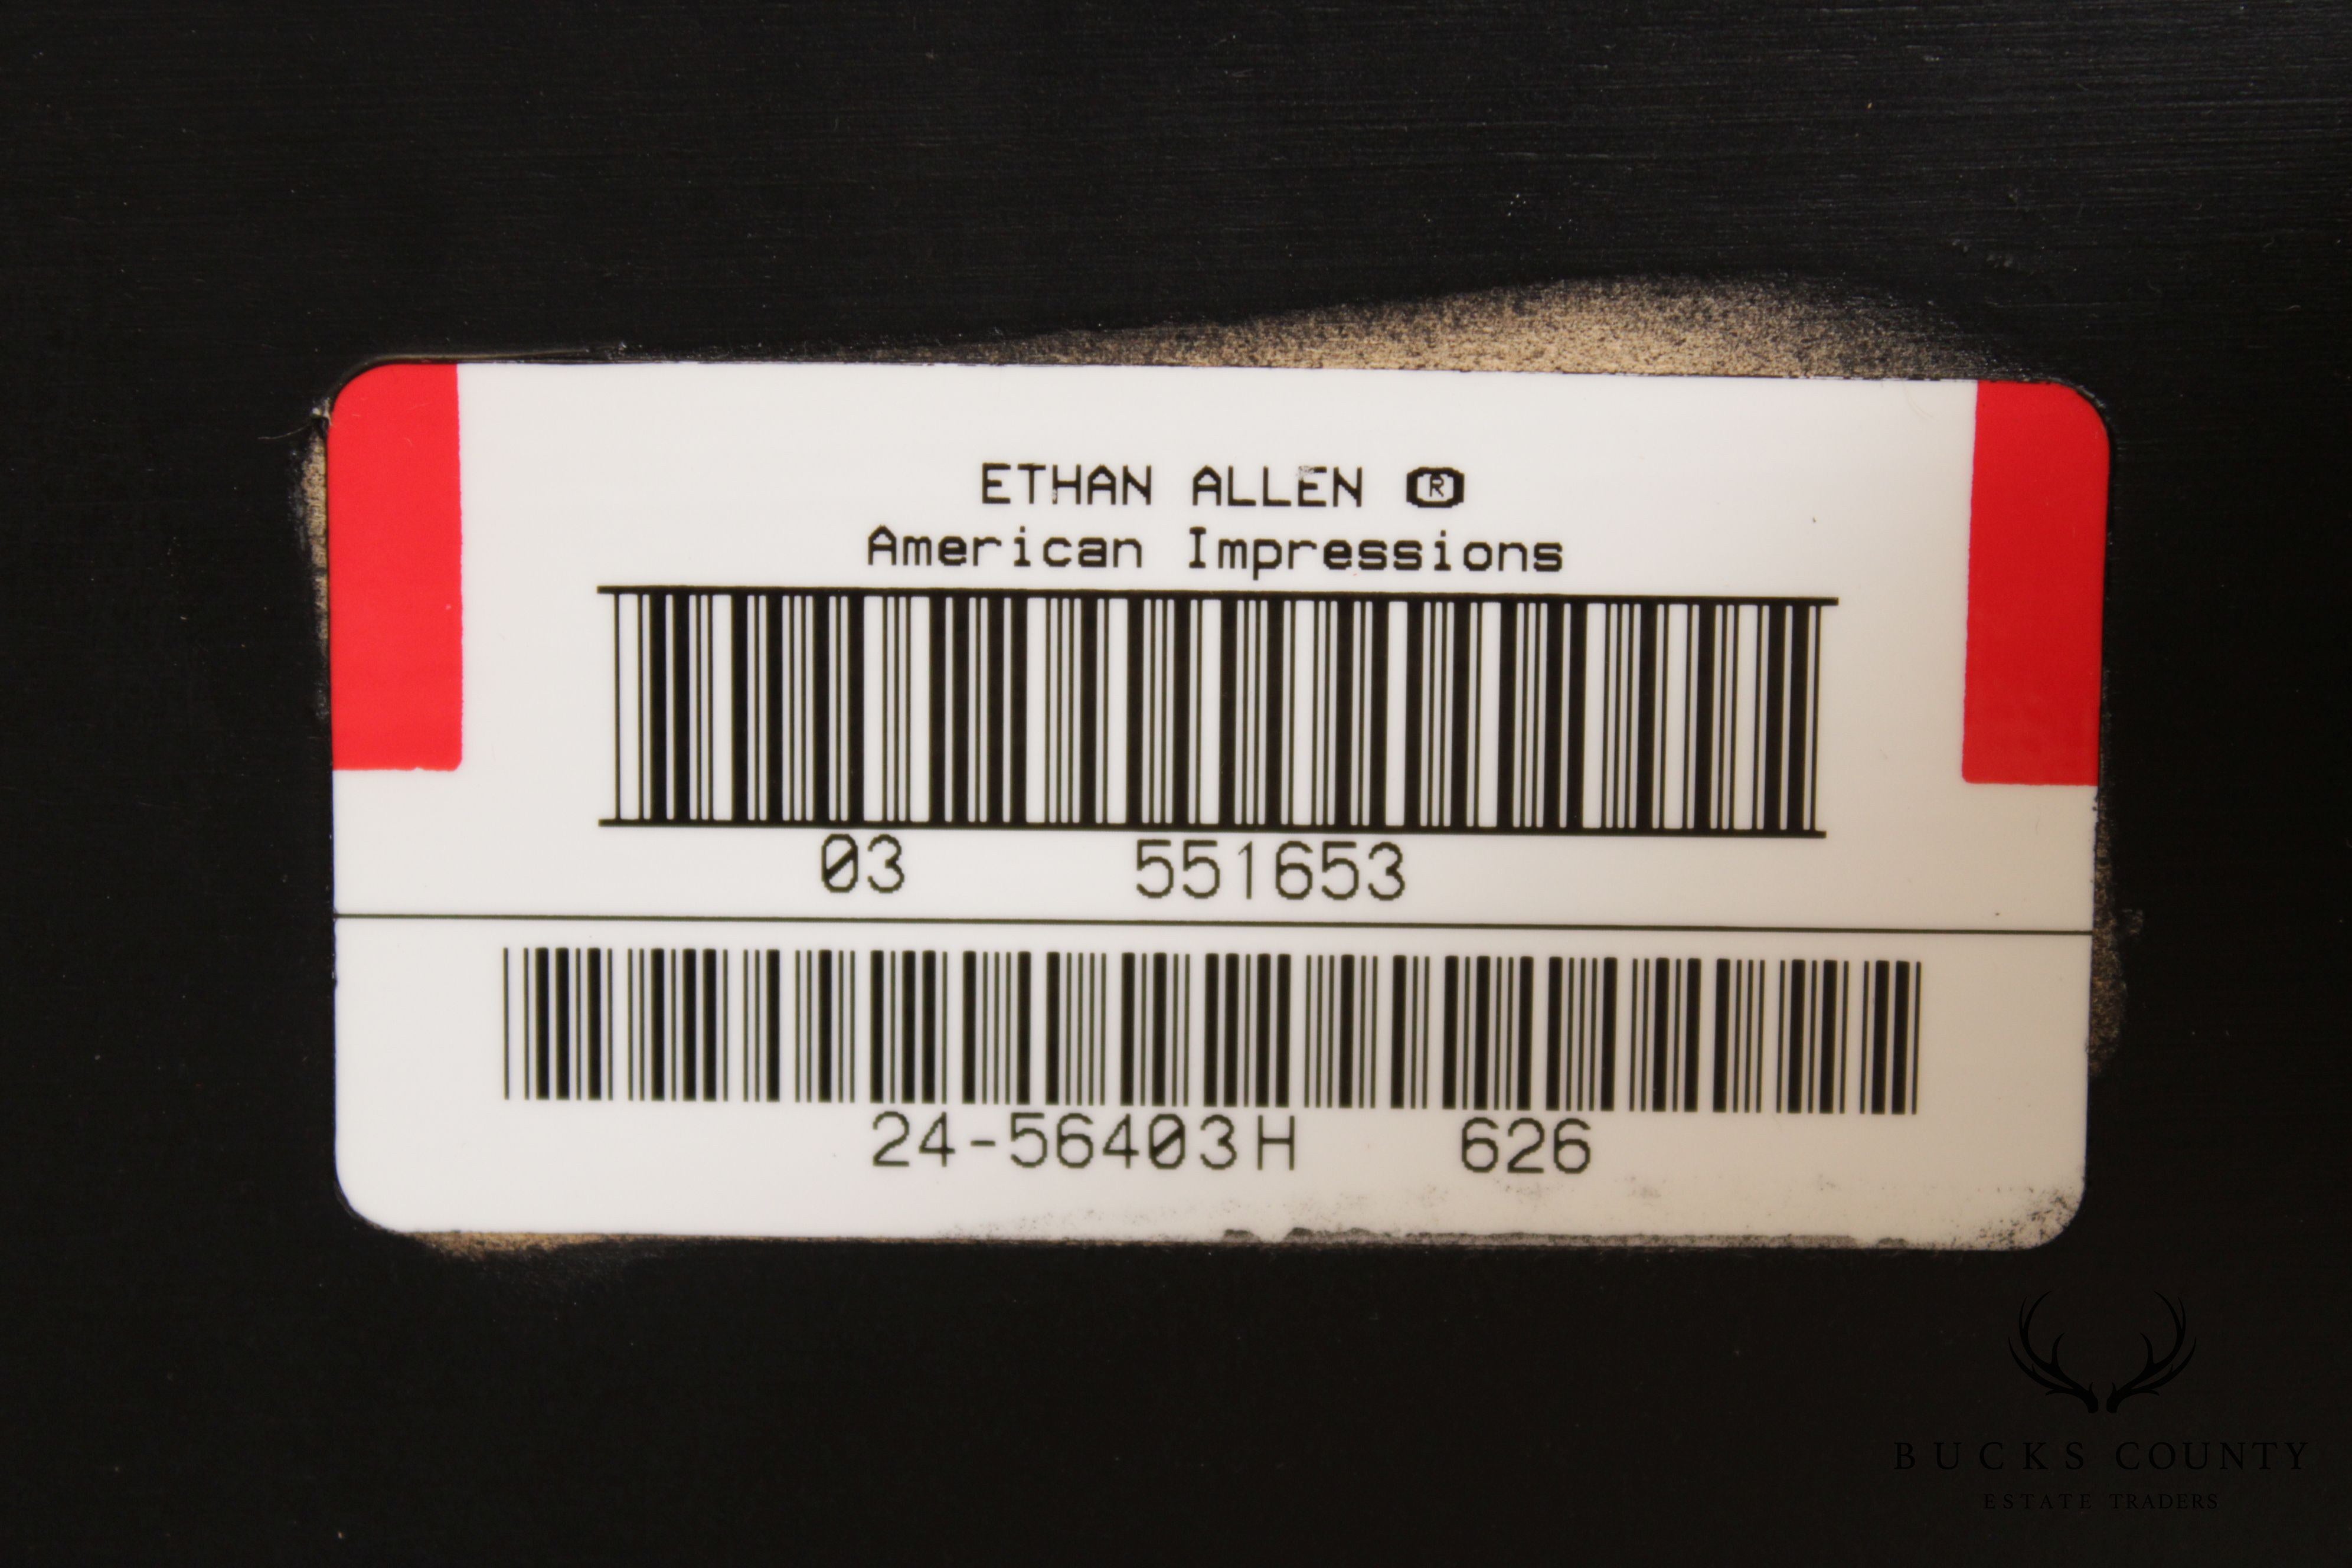 ETHAN ALLEN ®
American Impressions
03 551653
24-56403H 626
BUCKS COUNTY
ESTATE TRADERS